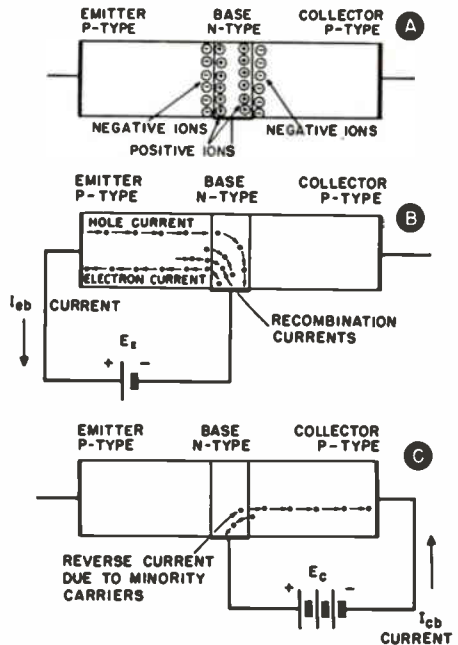 EMITTER
P-TYPE
BASE
N-TYPE
COLLECTOR
P-TYPE
A
NEGATIVE IONS
POSITIVE IONS
NEGATIVE IONS
EMITTER
P-TYPE
BASE
N-TYPE
COLLECTOR
P-TYPE
B
HOLE CURRENT
ELECTRON CURRENT
Ieb CURRENT
RECOMBINATION
CURRENTS
EE
+ -
EMITTER
P-TYPE
BASE
N-TYPE
COLLECTOR
P-TYPE
C
REVERSE CURRENT
DUE TO MINORITY
CARRIERS
EC
+ -
Icb
CURRENT